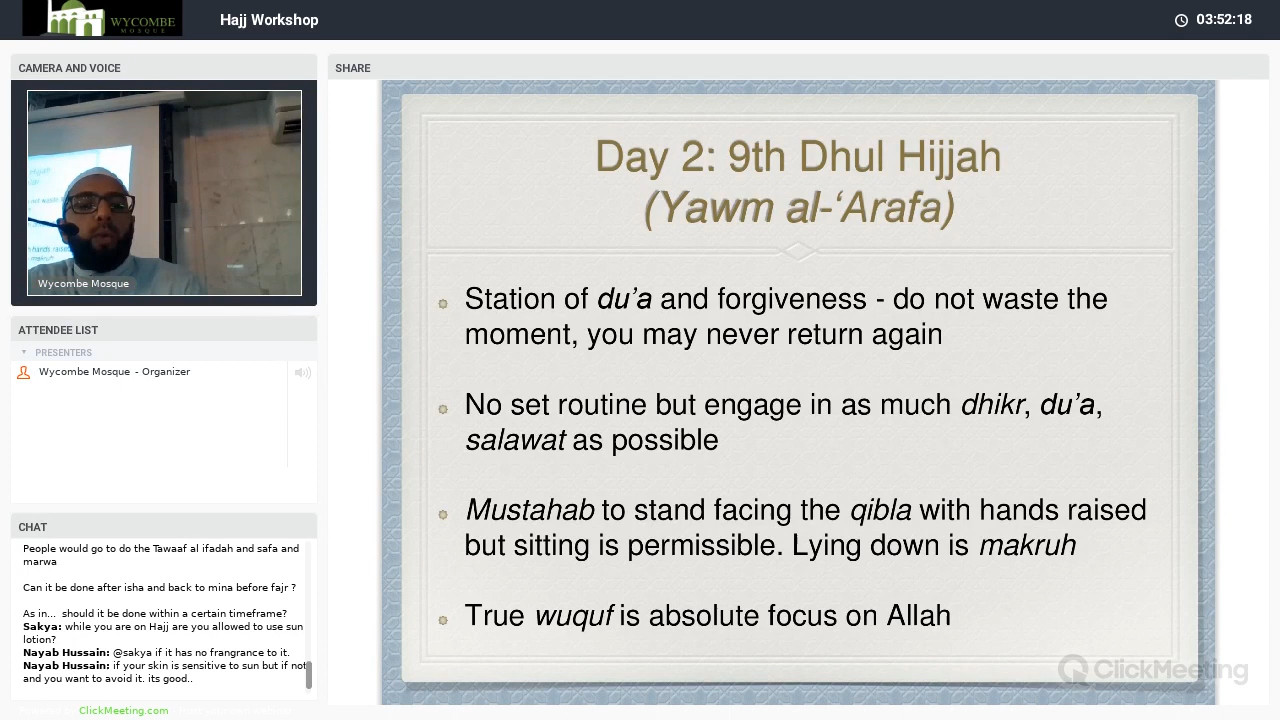 WYCOMBE
MOSQUE
Hajj Workshop
03:52:18
CAMERA AND VOICE
Wycombe Mosque
ATTENDEE LIST
PRESENTERS
Wycombe Mosque - Organizer
CHAT
People would go to do the Tawaaf al ifadah and safa and
marwa
Can it be done after isha and back to mina before fajr ?
As in... should it be done within a certain timeframe?
Sakya: while you are on Hajj are you allowed to use sun
lotion?
Nayab Hussain: @sakya if it has no frangrance to it.
Nayab Hussain: if your skin is sensitive to sun but if not
and you want to avoid it. its good..
ClickMeeting.com
SHARE
Day 2: 9th Dhul Hijjah
(Yawm al-‘Arafa)
Station of du’a and forgiveness - do not waste the
moment, you may never return again
No set routine but engage in as much dhikr, du’a,
salawat as possible
Mustahab to stand facing the qibla with hands raised
but sitting is permissible. Lying down is makruh
True wuquf is absolute focus on Allah
ClickMeeting